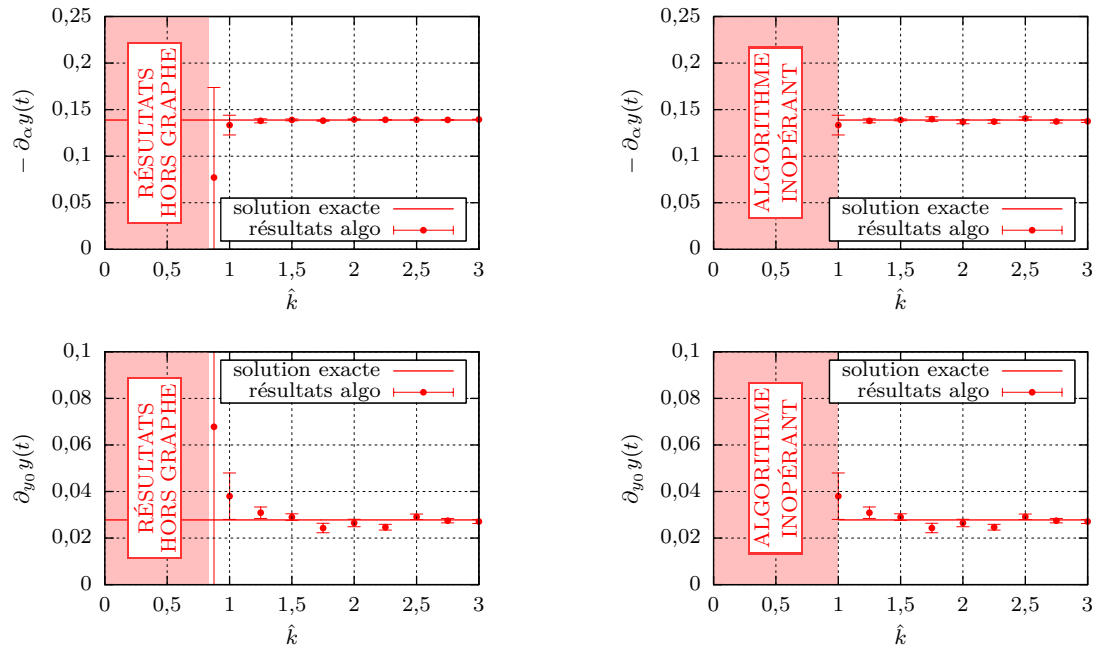 0,25
0,2
0,15
0,1
0,05
0
− ∂αy(t)
RÉSULTATS
HORS GRAPHE
solution exacte
résultats algo
0 0,5 1 1,5 2 2,5 3
k̂
0,25
0,2
0,15
0,1
0,05
0
− ∂αy(t)
ALGORITHME
INOPÉRANT
solution exacte
résultats algo
0 0,5 1 1,5 2 2,5 3
k̂
0,1
0,08
0,06
0,04
0,02
0
∂y₀y(t)
RÉSULTATS
HORS GRAPHE
solution exacte
résultats algo
0 0,5 1 1,5 2 2,5 3
k̂
0,1
0,08
0,06
0,04
0,02
0
∂y₀y(t)
ALGORITHME
INOPÉRANT
solution exacte
résultats algo
0 0,5 1 1,5 2 2,5 3
k̂